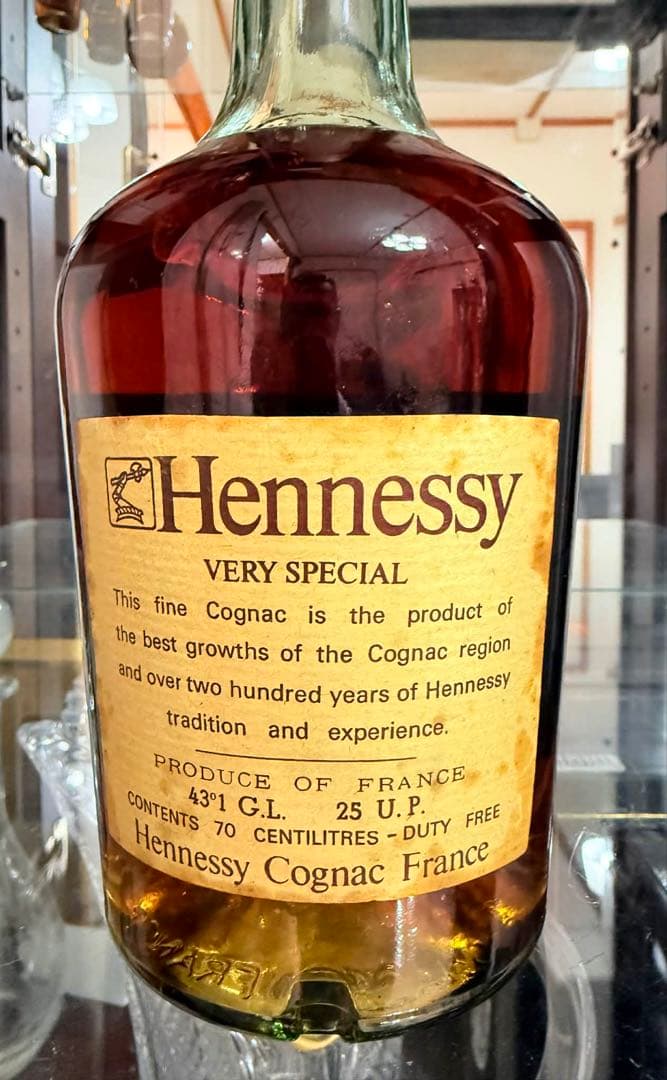 Hennessy
VERY SPECIAL
This fine Cognac is the product of
the best growths of the Cognac region
and over two hundred years of Hennessy
tradition and experience.
PRODUCE OF FRANCE
43º1 G.L. 25 U.P.
CONTENTS 70 CENTILITRES - DUTY FREE
Hennessy Cognac France